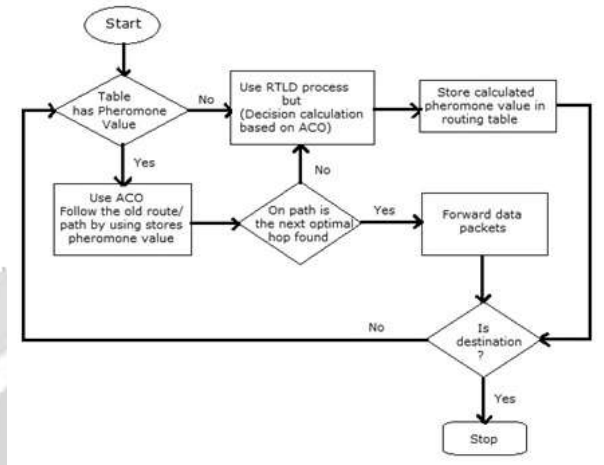 Start
Table
has Pheromone
Value
No
Use RTLD process
but
(Decision calculation
based on ACO)
Store calculated
pheromone value in
routing table
Yes
No
Use ACO
Follow the old route/
path by using stores
pheromone value
On path is
the next optimal
hop found
Yes
Forward data
packets
No
Is
destination
?
Yes
Stop